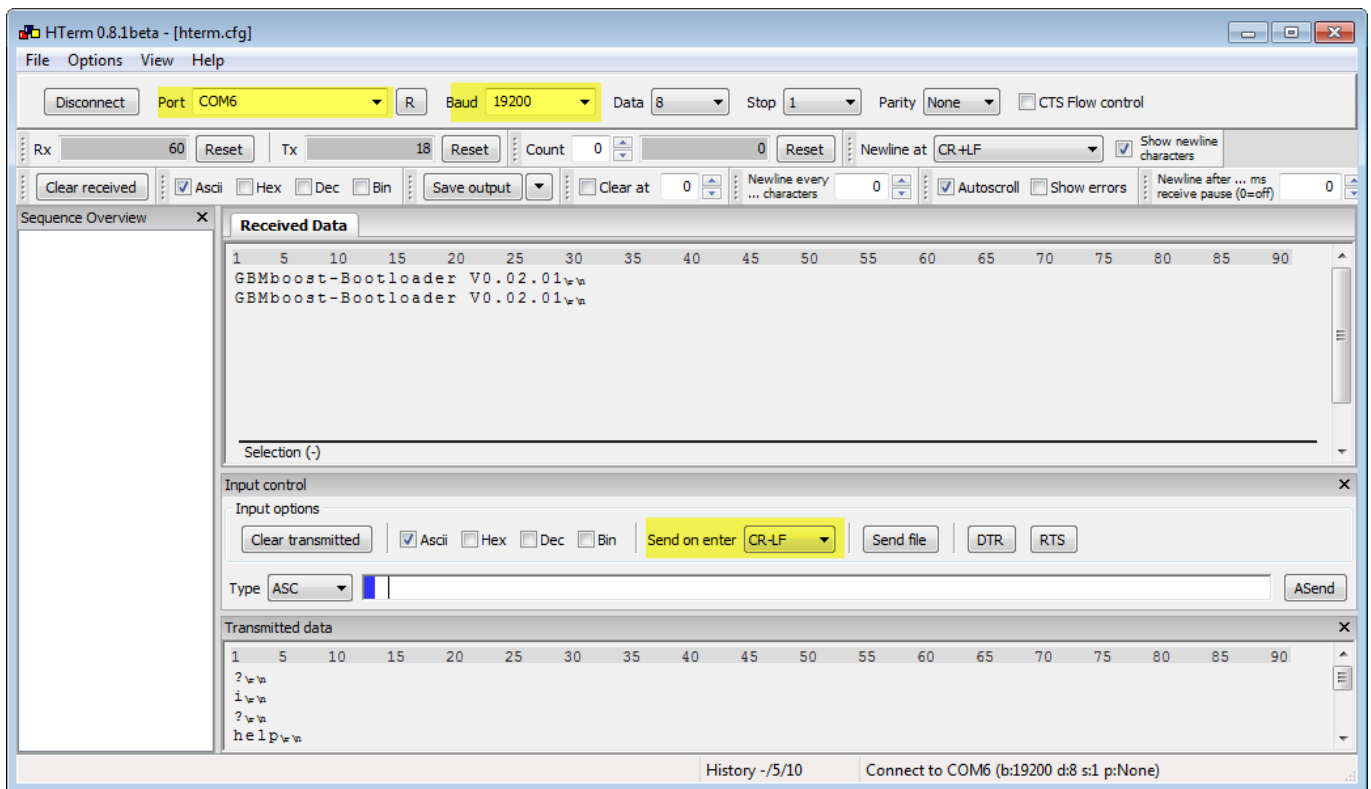 HTerm 0.8.1beta - [hterm.cfg]
File Options View Help
Disconnect Port COM6 R Baud 19200 Data 8 Stop 1 Parity None CTS Flow control
Rx 60 Reset Tx 18 Reset Count 0 0 Reset Newline at CR+LF Show newline characters
Clear received Ascii Hex Dec Bin Save output Clear at 0 Newline every ... characters 0 Autoscroll Show errors Newline after ... ms receive pause (0=off) 0
Sequence Overview
Received Data
1 5 10 15 20 25 30 35 40 45 50 55 60 65 70 75 80 85 90
GBMboost-Bootloader V0.02.01\r\n
GBMboost-Bootloader V0.02.01\r\n
Selection (-)
Input control
Input options
Clear transmitted Ascii Hex Dec Bin Send on enter CR-LF Send file DTR RTS
Type ASC ASend
Transmitted data
1 5 10 15 20 25 30 35 40 45 50 55 60 65 70 75 80 85 90
?\r\n
i\r\n
?\r\n
help\r\n
History -/5/10 Connect to COM6 (b:19200 d:8 s:1 p:None)